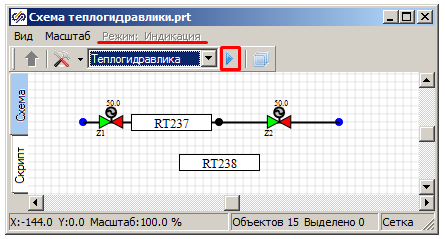 Схема теплогидравлики.prt
Вид Масштаб Режим: Индикация
Теплогидравлика
Схема
Скрипт
50.0 50.0
Z1 RT237 Z2
RT238
X:-144.0 Y:0.0 Масштаб:100.0 % Объектов 15 Выделено 0 Сетка